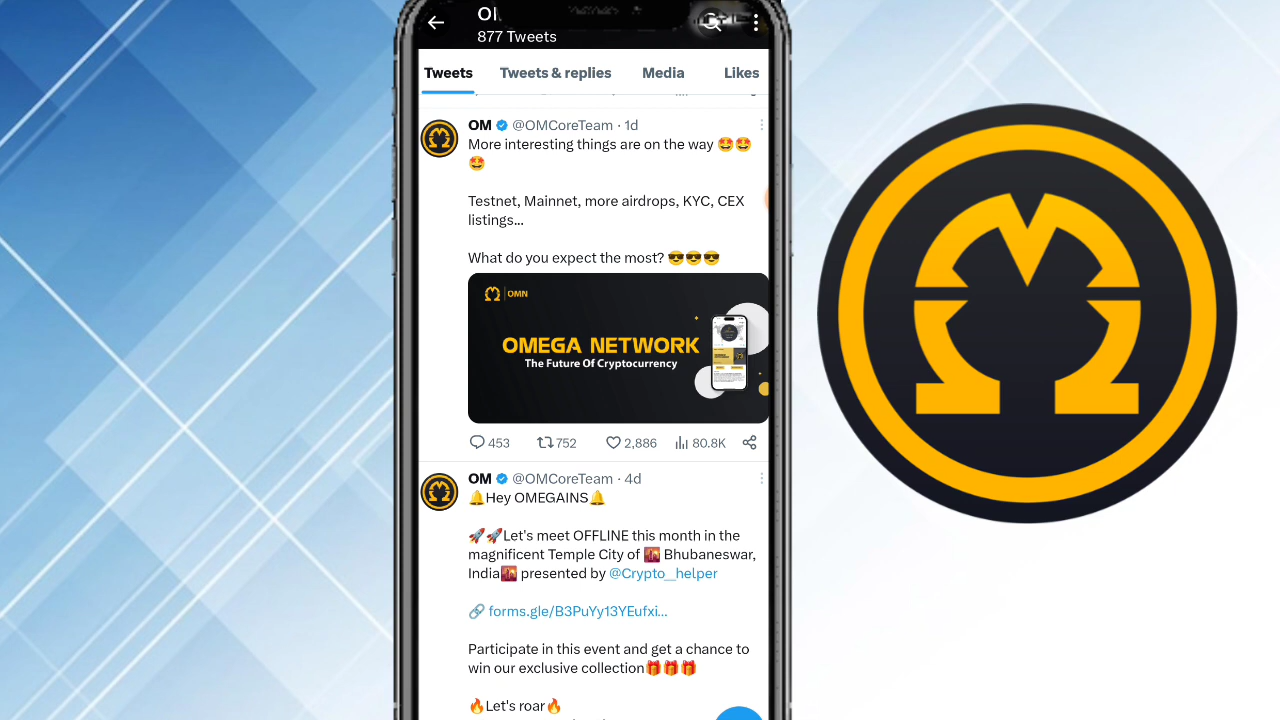 877 Tweets
Tweets Tweets & replies Media Likes
OM @OMCoreTeam · 1d
More interesting things are on the way 🤩🤩
🤩
Testnet, Mainnet, more airdrops, KYC, CEX
listings...
What do you expect the most? 😎😎😎
OMN
OMEGA NETWORK
The Future Of Cryptocurrency
453 752 2,886 80.8K
OM @OMCoreTeam · 4d
🔔Hey OMEGAINS🔔
🚀🚀Let's meet OFFLINE this month in the
magnificent Temple City of 🌇 Bhubaneswar,
India🌇 presented by @Crypto__helper
🔗 forms.gle/B3PuYy13YEufxi...
Participate in this event and get a chance to
win our exclusive collection🎁🎁🎁
🔥Let's roar🔥